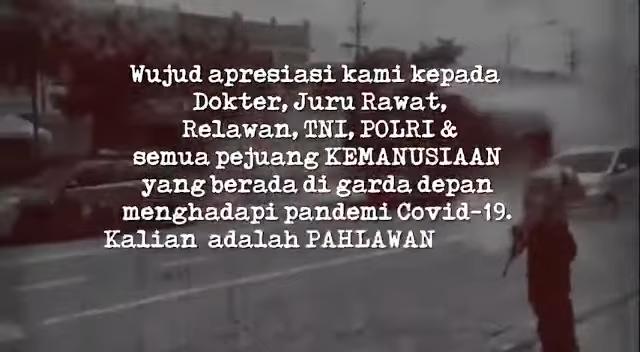 Wujud apresiasi kami kepada
Dokter, Juru Rawat,
Relawan, TNI, POLRI &
semua pejuang KEMANUSIAAN
yang berada di garda depan
menghadapi pandemi Covid-19.
Kalian adalah PAHLAWAN